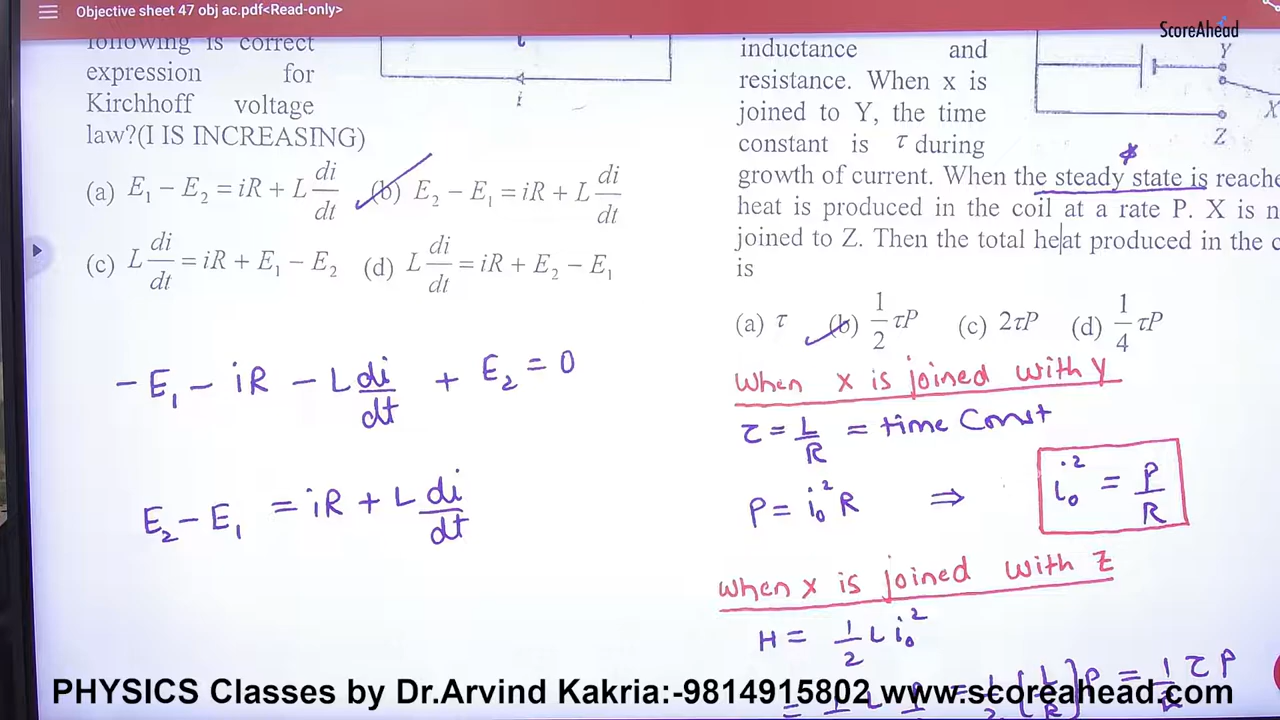 Objective sheet 47 obj ac.pdf<Read-only>
ScoreAhead
following is correct
expression for
Kirchhoff voltage
law?(I IS INCREASING)
i
(a) E₁ − E₂ = iR + L di/dt (b) E₂ − E₁ = iR + L di/dt
(c) L di/dt = iR + E₁ − E₂ (d) L di/dt = iR + E₂ − E₁
− E₁ − iR − L di/dt + E₂ = 0
E₂ − E₁ = iR + L di/dt
inductance and
resistance. When x is
joined to Y, the time
constant is τ during
growth of current. When the steady state is
heat is produced in the coil at a rate P. X is
joined to Z. Then the total heat produced in the
is
Y
X
Z
(a) τ (b) 1/2 τP (c) 2τP (d) 1/4 τP
When x is joined with Y
τ = L/R = time Const
P = i₀² R ⇒ i₀² = P/R
When x is joined with Z
H = 1/2 L i₀²
= 1/2 [L/R] P = 1/2 τ P
PHYSICS Classes by Dr.Arvind Kakria:-9814915802 www.scoreahead.com